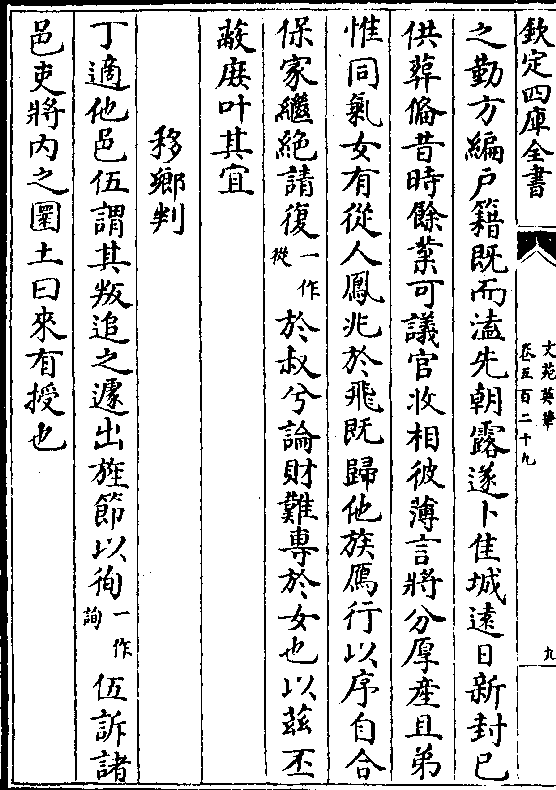 欽定四庫全書
文苑英華
卷五百二十九
九
之勤方編戶籍既而溘先朝露遂卜佳城遠日新封已
供葬備昔時餘業可議官收相彼薄言將分厚產且弟
惟同氣女有從人鳳兆於飛既歸他族鴈行以序自合
保家繼絶請復一作從於叔兮論財難專於女也以兹丕
蔽庶叶其宜
移鄉判
丁適他邑伍謂其叛追之遽出旌節以徇一作詢伍訴諸
邑吏將内之圜土曰來有授也